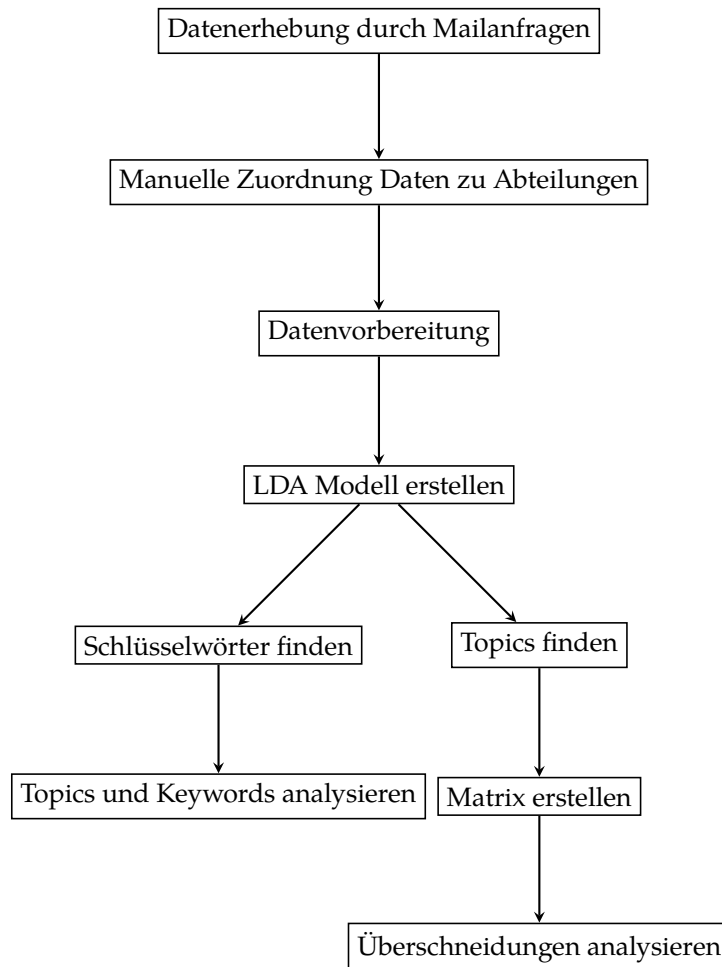 Datenerhebung durch Mailanfragen
Manuelle Zuordnung Daten zu Abteilungen
Datenvorbereitung
LDA Modell erstellen
Schlüsselwörter finden
Topics finden
Topics und Keywords analysieren
Matrix erstellen
Überschneidungen analysieren